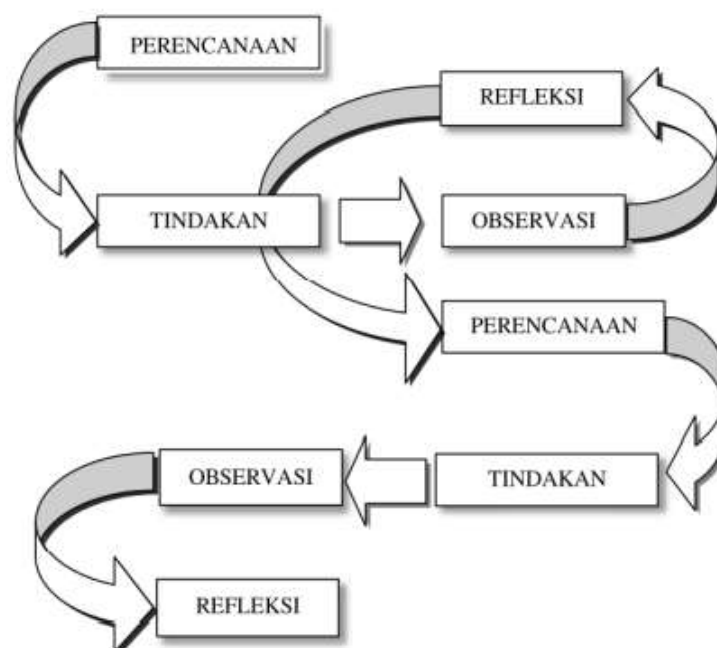 PERENCANAAN
REFLEKSI
TINDAKAN
OBSERVASI
PERENCANAAN
TINDAKAN
OBSERVASI
REFLEKSI